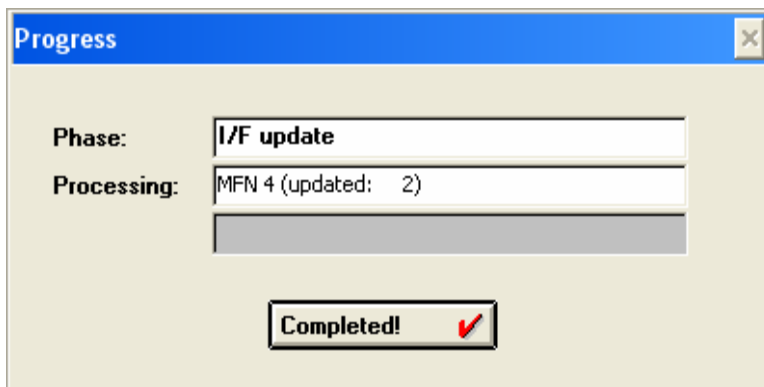 Progress
Phase: I/F update
Processing: MFN 4 (updated: 2)
Completed!